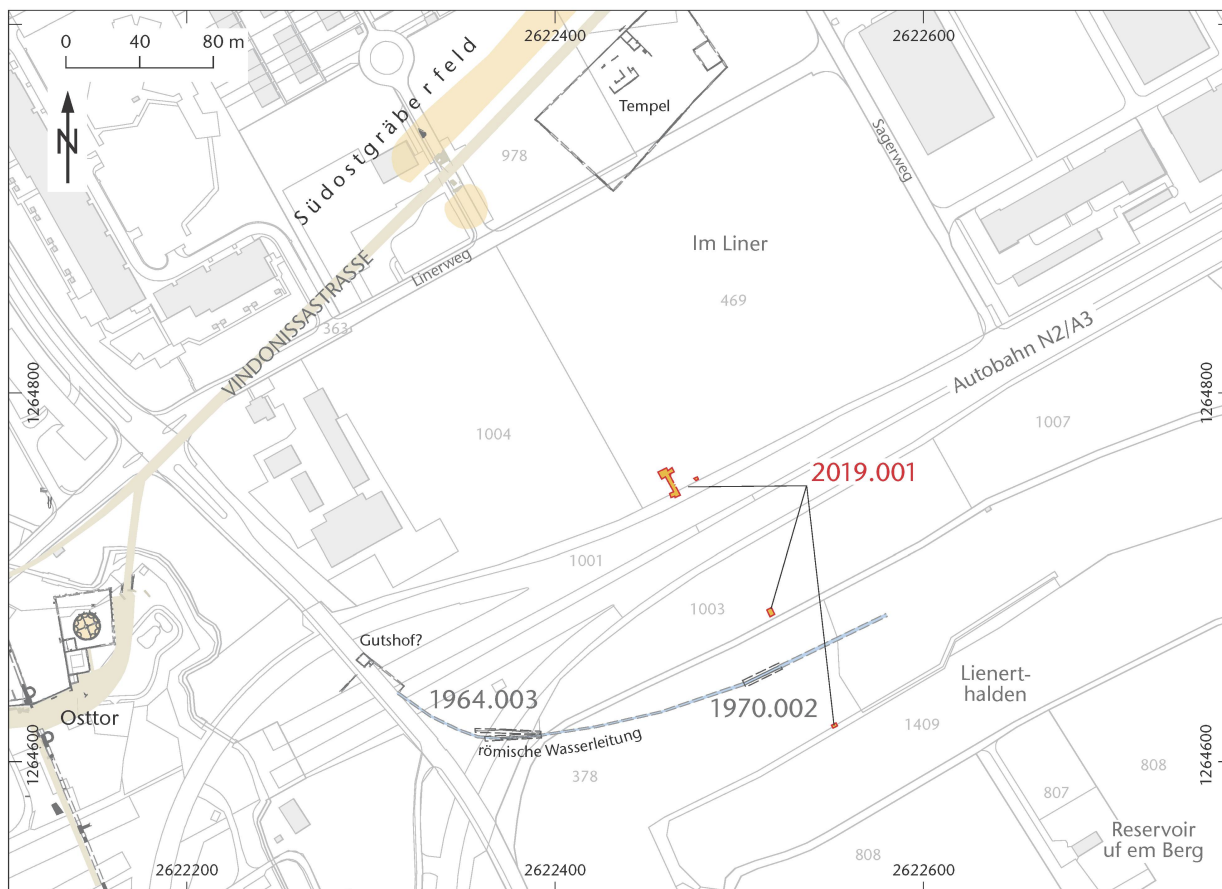 0 40 80 m
2622400
2622600
N
Südostgräberfeld
Tempel
978
Sagerweg
Im Liner
469
Linerweg
VINDONISSASTRASSE
363
Autobahn N2/A3
1264800
1264800
1004
1007
2019.001
1001
1003
Gutshof?
1964.003
1970.002
römische Wasserleitung
Lienert-
halden
1409
Osttor
1264600
1264600
378
808
807
Reservoir
uf em Berg
808
2622200
2622400
2622600